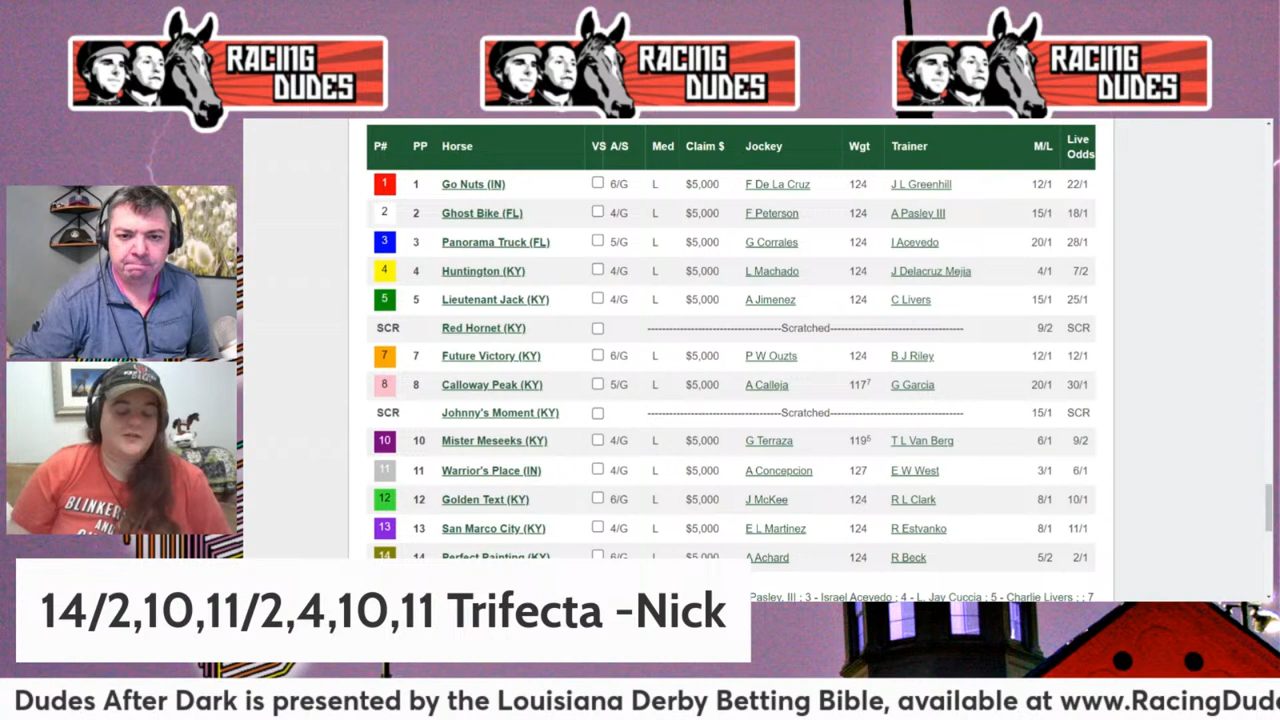 RACING DUDES
RACING DUDES
RACING DUDES
P# PP Horse VS A/S Med Claim $ Jockey Wgt Trainer M/L Live Odds
1 1 Go Nuts (IN) 6/G L $5,000 F De La Cruz 124 J L Greenhill 12/1 22/1
2 2 Ghost Bike (FL) 4/G L $5,000 F Peterson 124 A Pasley III 15/1 18/1
3 3 Panorama Truck (FL) 5/G L $5,000 G Corrales 124 I Acevedo 20/1 28/1
4 4 Huntington (KY) 4/G L $5,000 L Machado 124 J Delacruz Mejia 4/1 7/2
5 5 Lieutenant Jack (KY) 4/G L $5,000 A Jimenez 124 C Livers 15/1 25/1
SCR Red Hornet (KY) Scratched 9/2 SCR
7 7 Future Victory (KY) 6/G L $5,000 P W Ouzts 124 B J Riley 12/1 12/1
8 8 Calloway Peak (KY) 5/G L $5,000 A Calleja 117⁷ G Garcia 20/1 30/1
SCR Johnny's Moment (KY) Scratched 15/1 SCR
10 10 Mister Meseeks (KY) 4/G L $5,000 G Terraza 119⁵ T L Van Berg 6/1 9/2
11 11 Warrior's Place (IN) 4/G L $5,000 A Concepcion 127 E W West 3/1 6/1
12 12 Golden Text (KY) 6/G L $5,000 J McKee 124 R L Clark 8/1 10/1
13 13 San Marco City (KY) 4/G L $5,000 E L Martinez 124 R Estvanko 8/1 11/1
14 14 Perfect Painting (KY) 6/G L $5,000 A Achard 124 R Beck 5/2 2/1
Pasley, III ; 3 - Israel Acevedo ; 4 - L. Jay Cuccia ; 5 - Charlie Livers ; ; 7
BLINKERS
AND
14/2,10,11/2,4,10,11 Trifecta -Nick
Dudes After Dark is presented by the Louisiana Derby Betting Bible, available at www.RacingDude